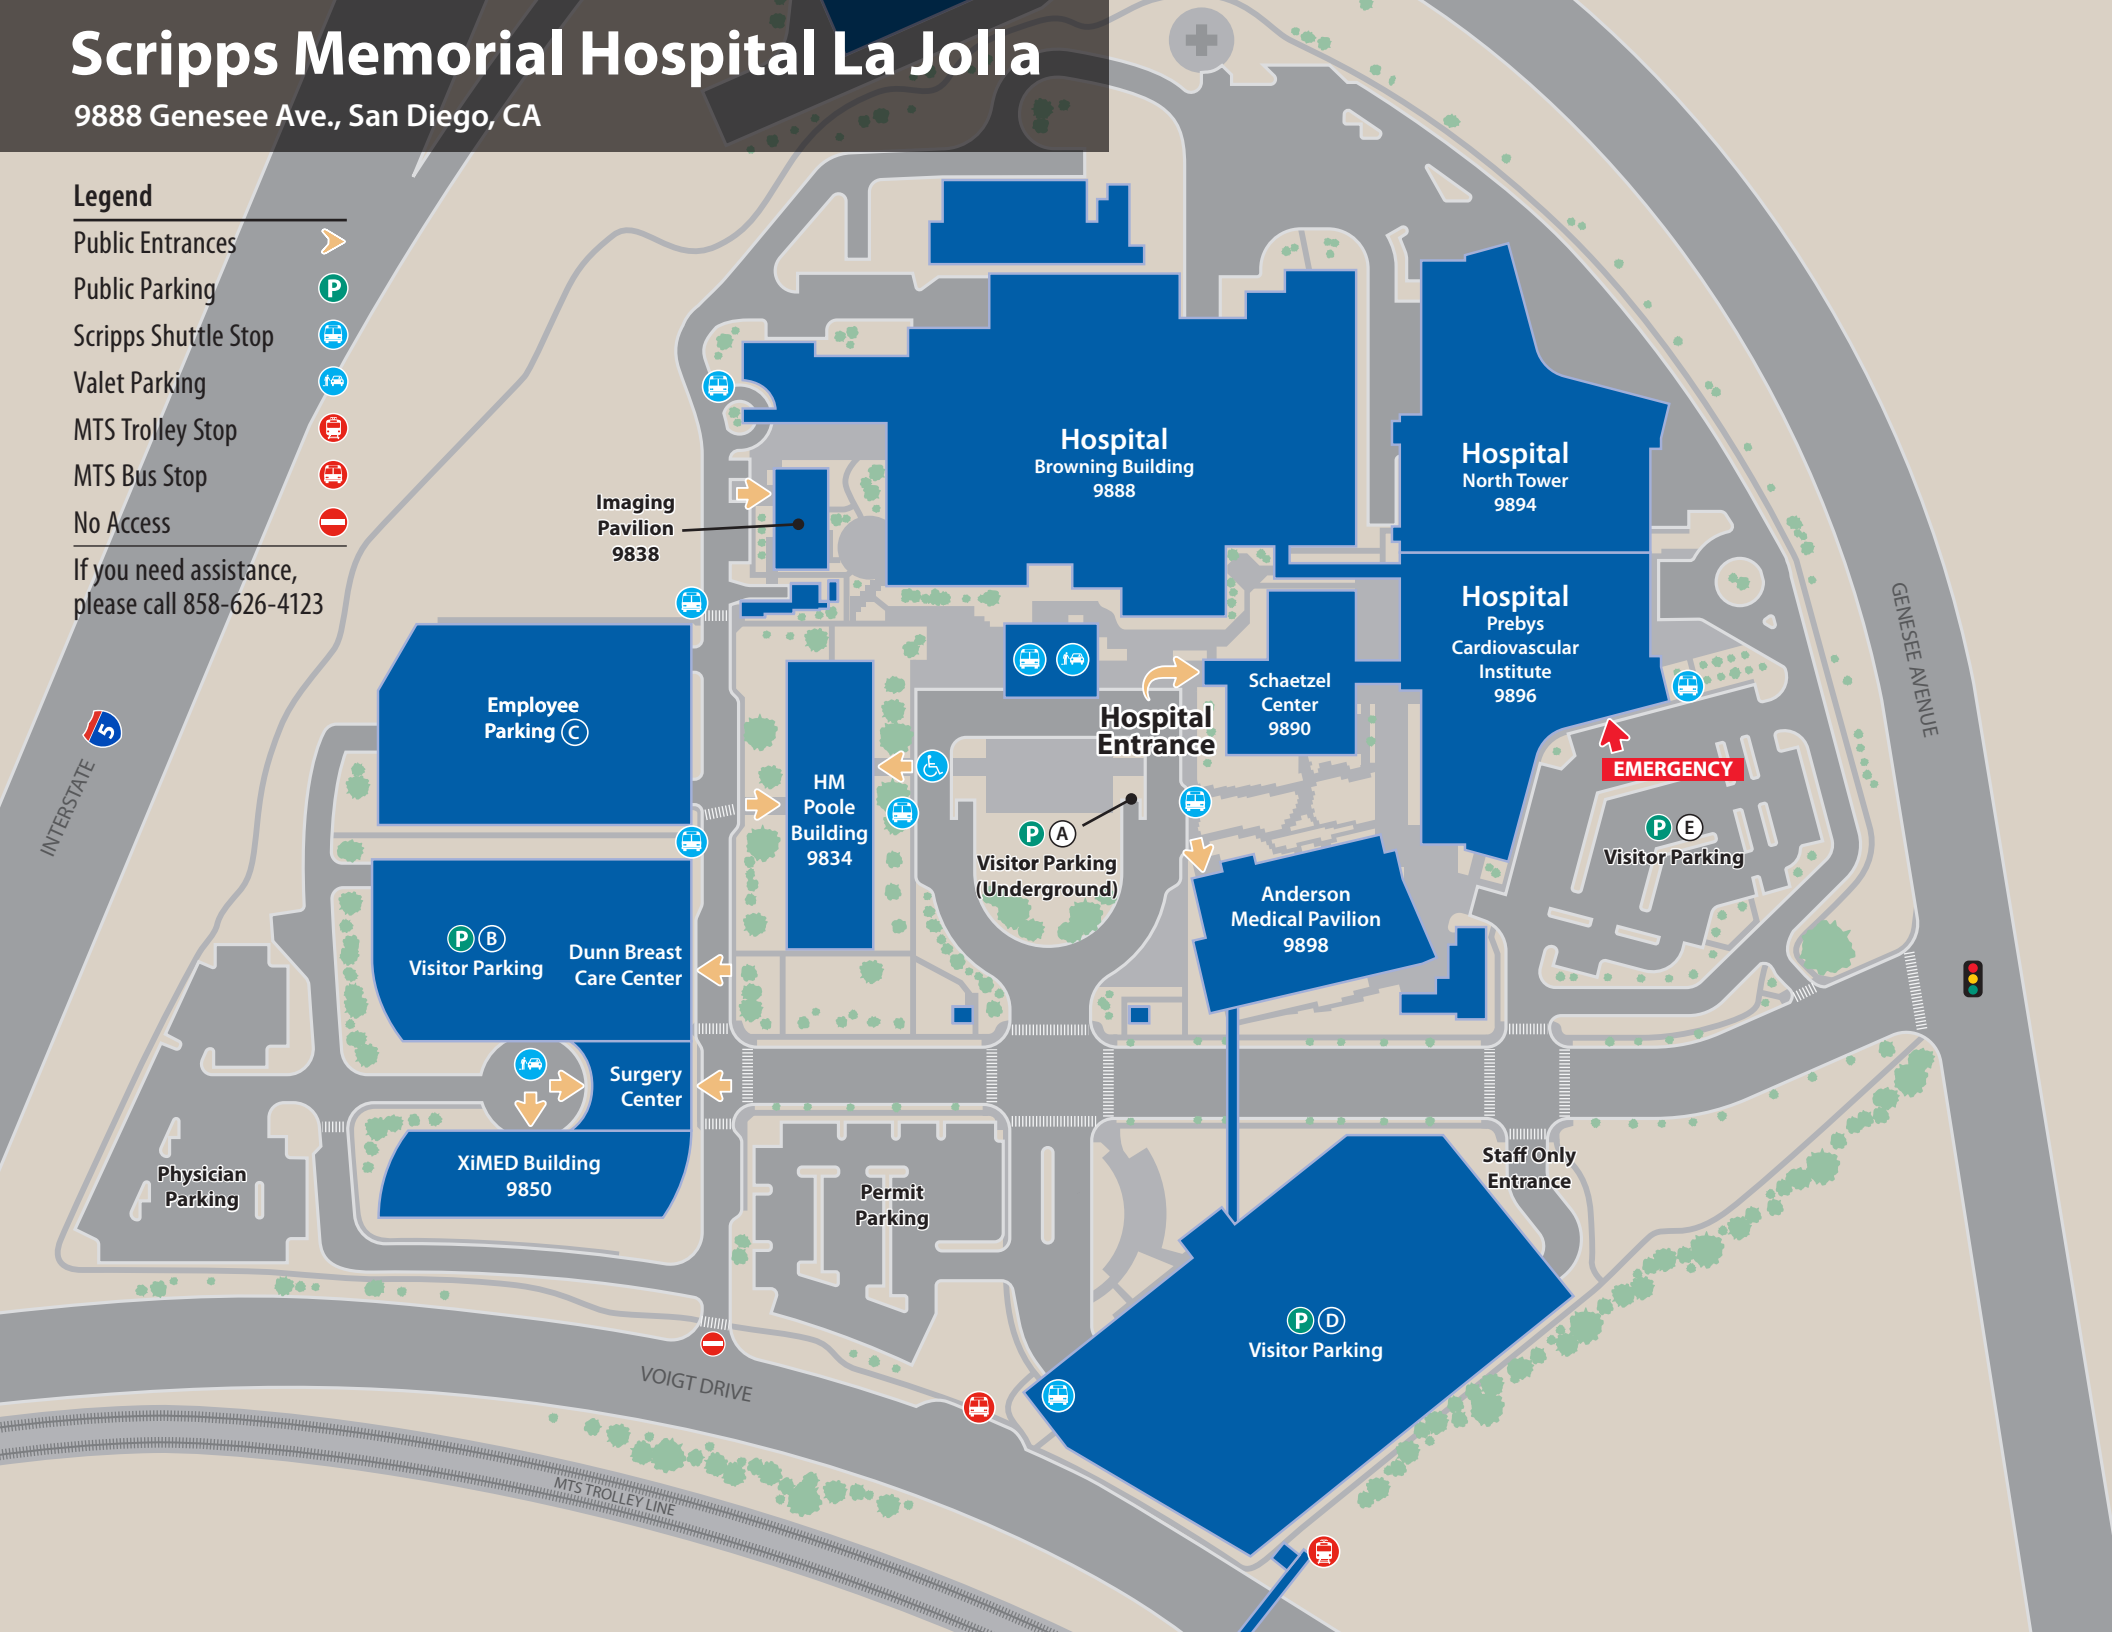 Scripps Memorial Hospital La Jolla
9888 Genesee Ave., San Diego, CA
Legend
Public Entrances
Public Parking
P
Scripps Shuttle Stop
Valet Parking
MTS Trolley Stop
MTS Bus Stop
No Access
If you need assistance,
please call 858-626-4123
Hospital
Browning Building
9888
Hospital
North Tower
9894
Imaging
Pavilion
9838
Hospital
Prebys
Cardiovascular
Institute
9896
GENESEE AVENUE
Employee
Parking C
Schaetzel
Center
9890
Hospital
Entrance
5
INTERSTATE
EMERGENCY
HM
Poole
Building
9834
P A
Visitor Parking
(Underground)
P E
Visitor Parking
Anderson
Medical Pavilion
9898
P B
Visitor Parking
Dunn Breast
Care Center
Surgery
Center
XiMED Building
9850
Physician
Parking
Permit
Parking
Staff Only
Entrance
P D
Visitor Parking
VOIGT DRIVE
MTS TROLLEY LINE